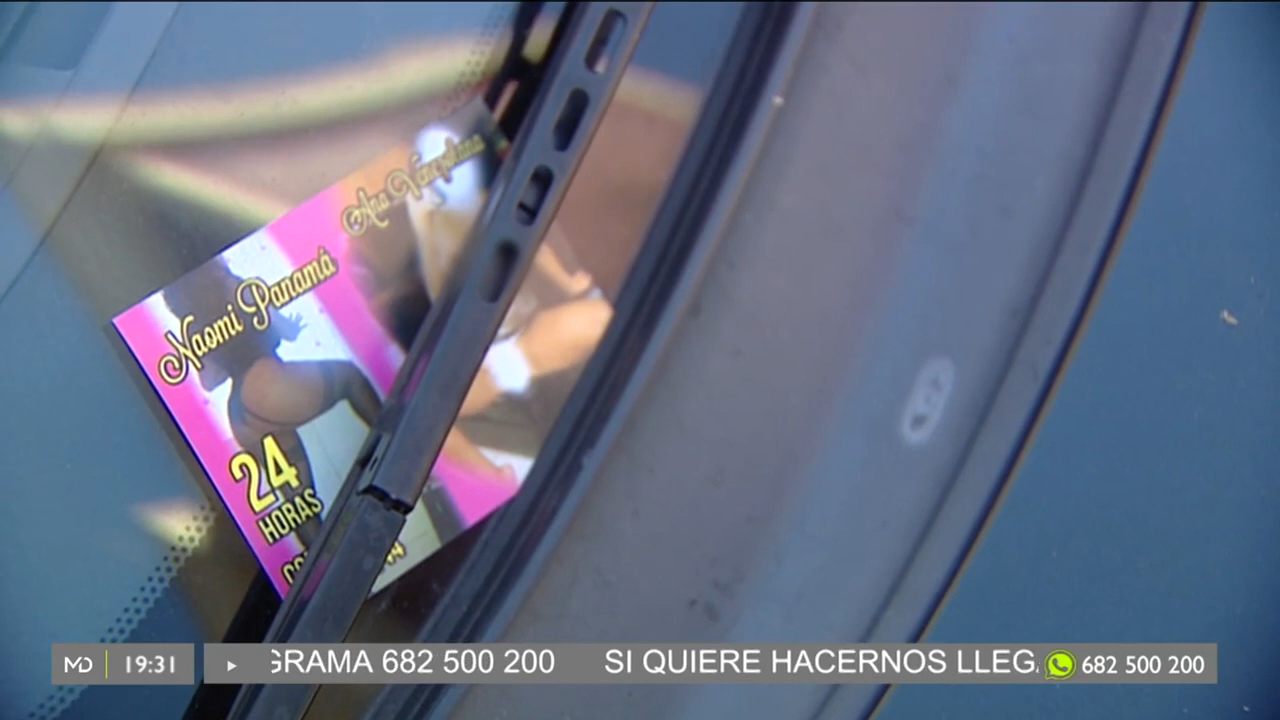 Ana Venezolana
Naomi Panamá
24
HORAS
MD 19:31
GRAMA 682 500 200 SI QUIERE HACERNOS LLEG
682 500 200